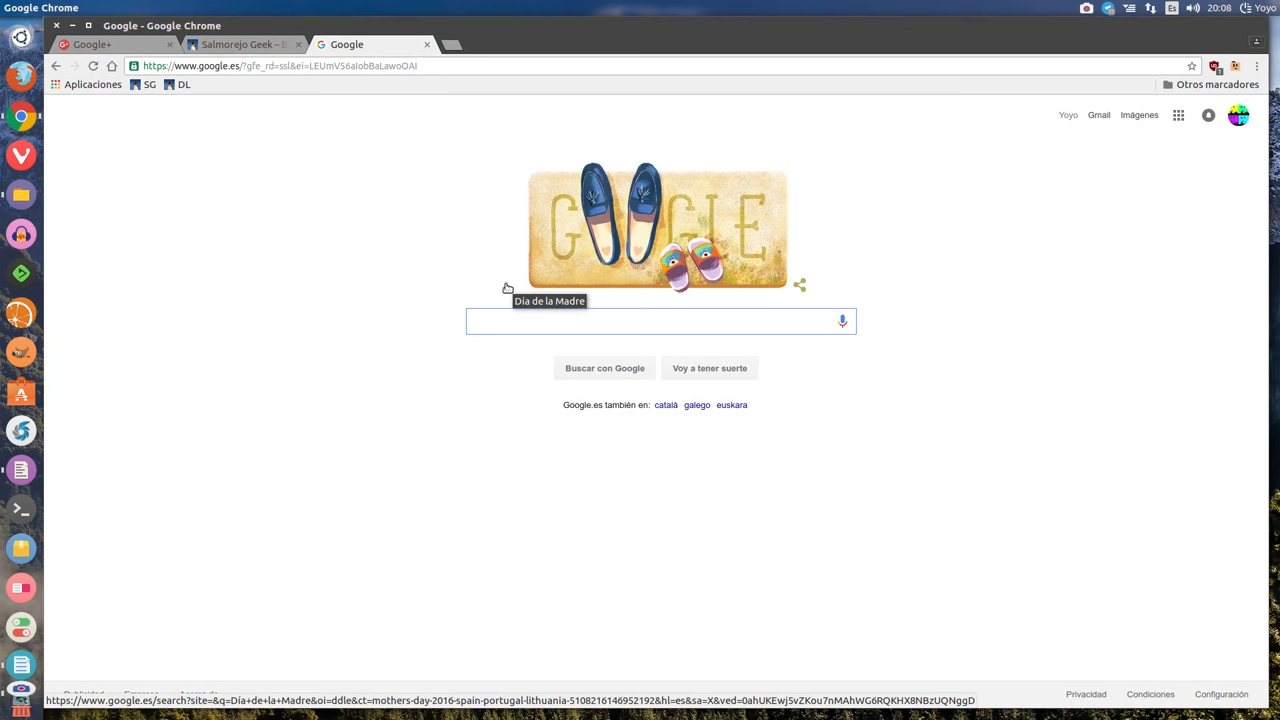 Google Chrome
Es
20:08
Yoyo
Google - Google Chrome
Google+
Salmorejo Geek – B
Google
https://www.google.es/?gfe_rd=ssl&ei=LEUmV56aIobBaLawoOAI
Aplicaciones
SG
DL
Otros marcadores
Yoyo
Gmail
Imágenes
GOOGLE
Día de la Madre
Buscar con Google
Voy a tener suerte
Google.es también en: català galego euskara
Privacidad
Condiciones
Configuración
https://www.google.es/search?site=&q=Día+de+la+Madre&oi=ddle&ct=mothers-day-2016-spain-portugal-lithuania-5108216146952192&hl=es&sa=X&ved=0ahUKEwj5vZKou7nMAhWG6RQKHX8NBzUQNggD